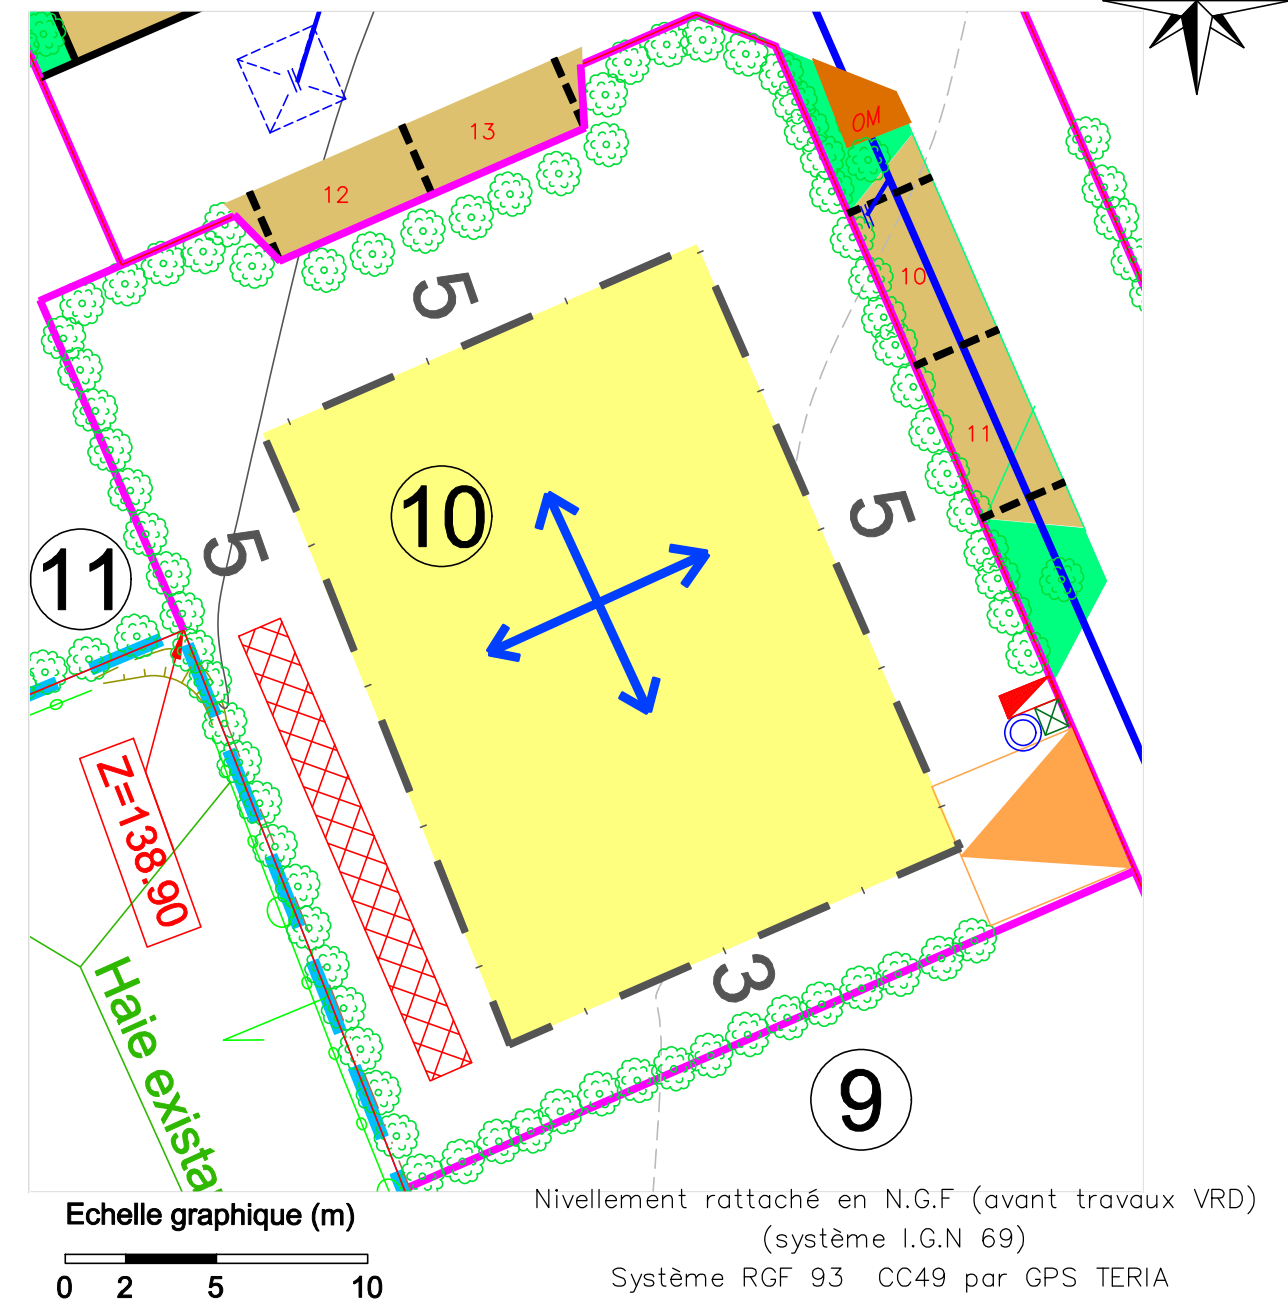 OM
13
12
10
5
11
10
5
5
11
Z=138.90
Haie exista
3
9
Nivellement rattaché en N.G.F (avant travaux VRD)
(système I.G.N 69)
Système RGF 93 CC49 par GPS TERIA
Echelle graphique (m)
0 2 5 10